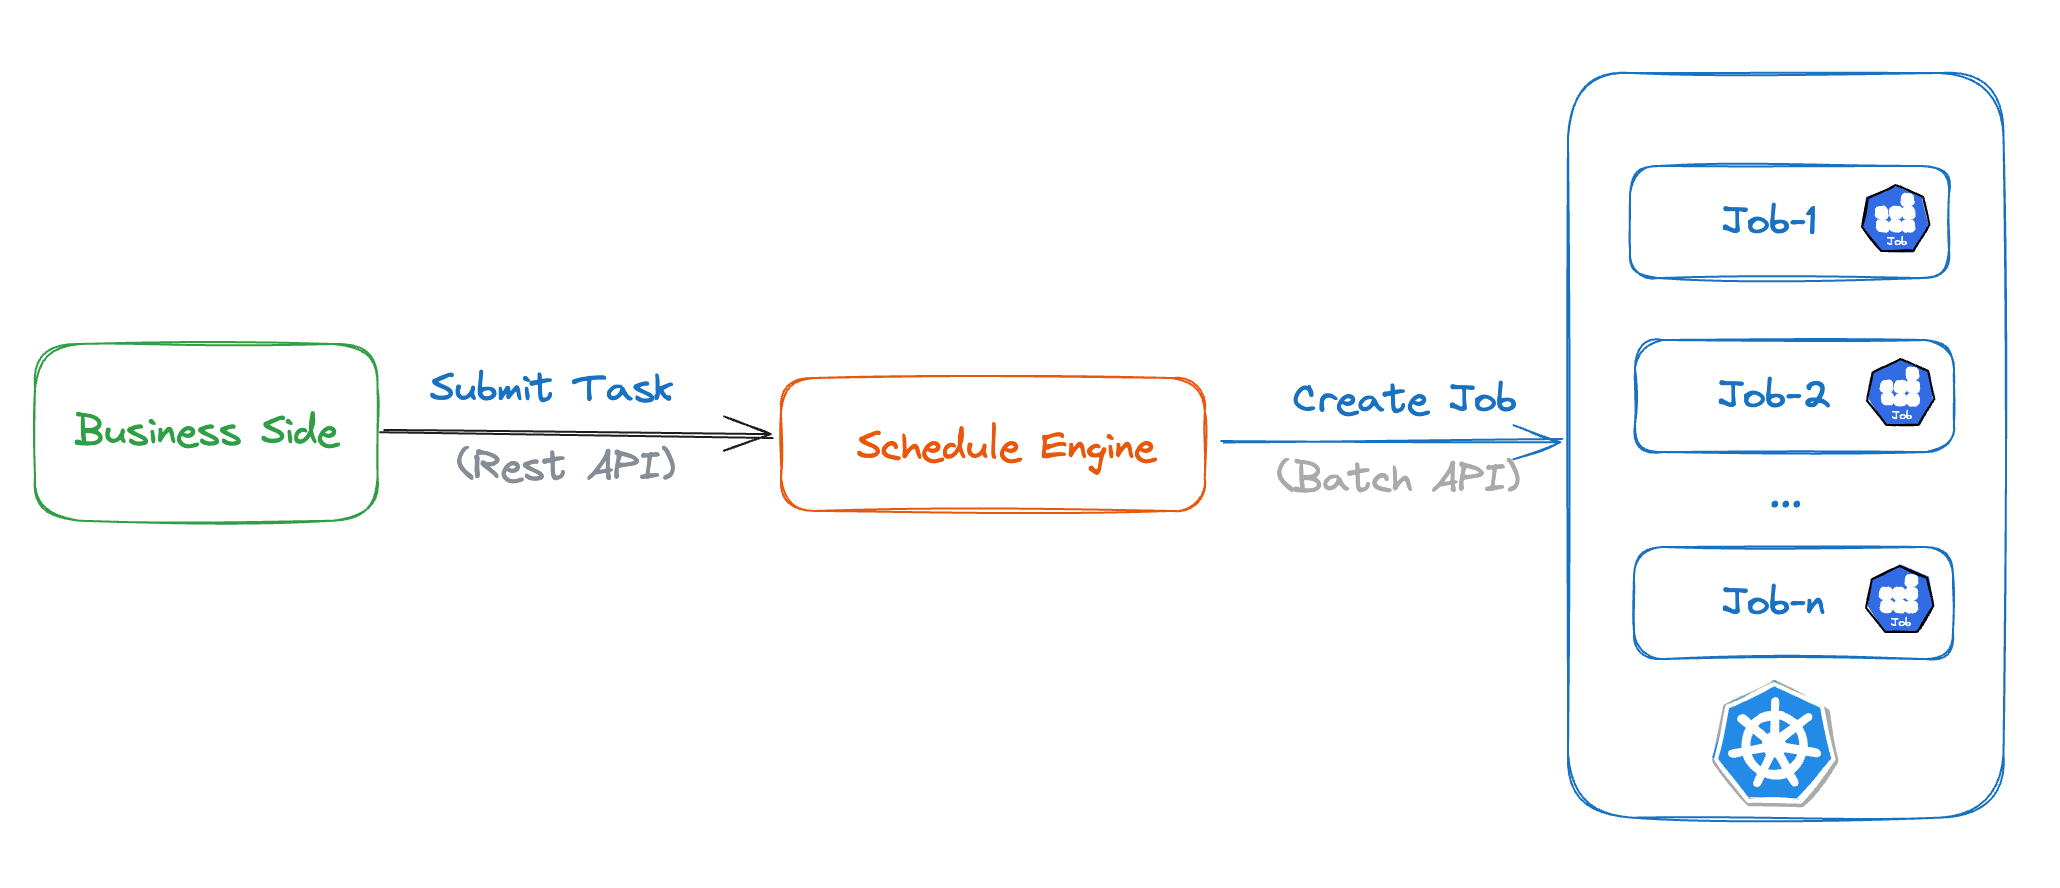 Business Side
Submit Task
(Rest API)
Schedule Engine
Create Job
(Batch API)
Job-1
Job
Job-2
Job
...
Job-n
Job